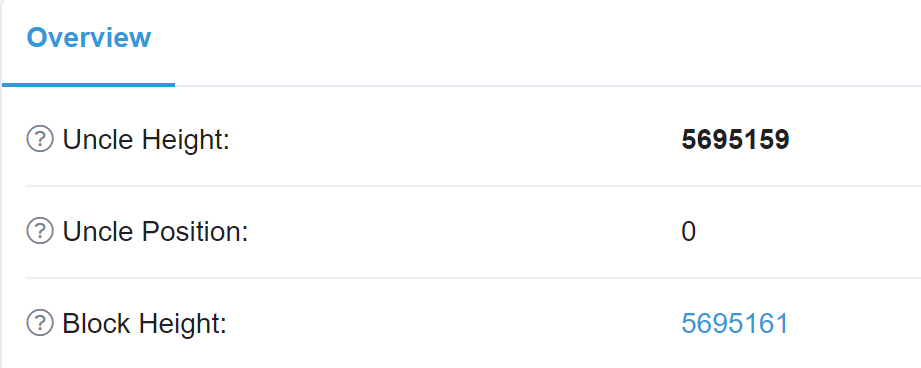 Overview
? Uncle Height: 5695159
? Uncle Position: 0
? Block Height: 5695161